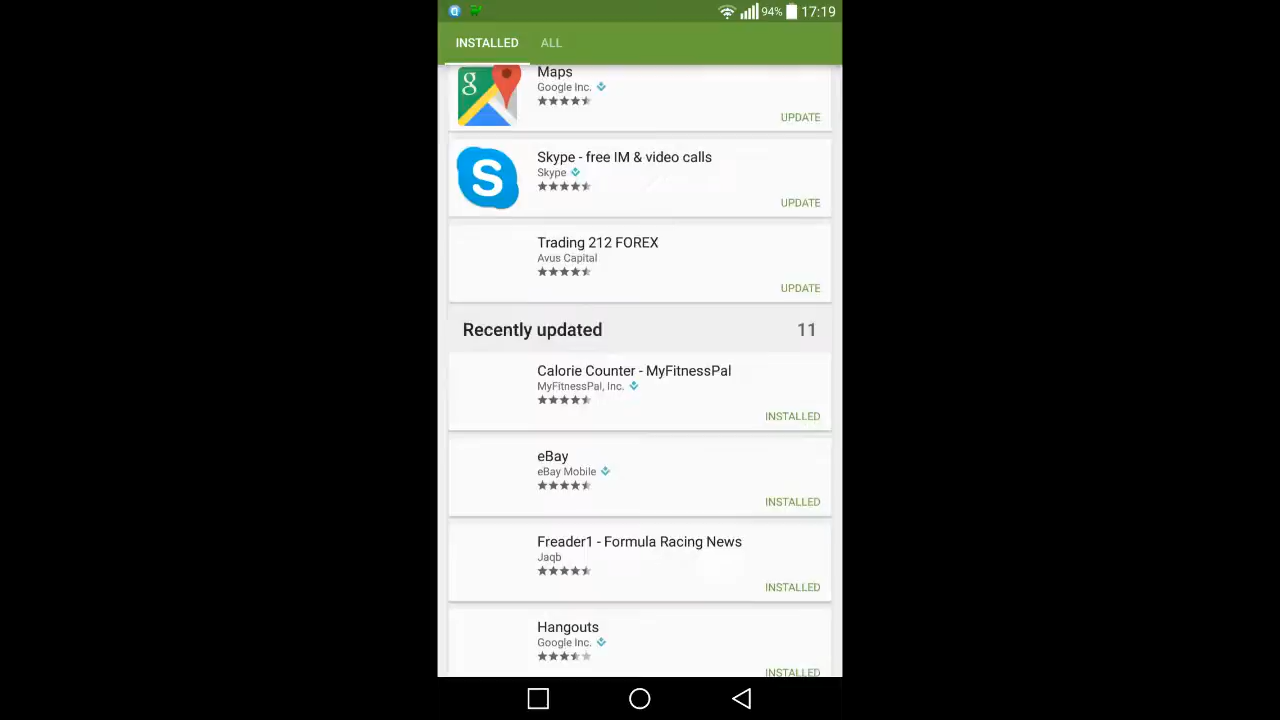 94% 17:19
INSTALLED ALL
Maps
Google Inc.
UPDATE
Skype - free IM & video calls
Skype
UPDATE
Trading 212 FOREX
Avus Capital
UPDATE
Recently updated 11
Calorie Counter - MyFitnessPal
MyFitnessPal, Inc.
INSTALLED
eBay
eBay Mobile
INSTALLED
Freader1 - Formula Racing News
Jaqb
INSTALLED
Hangouts
Google Inc.
INSTALLED